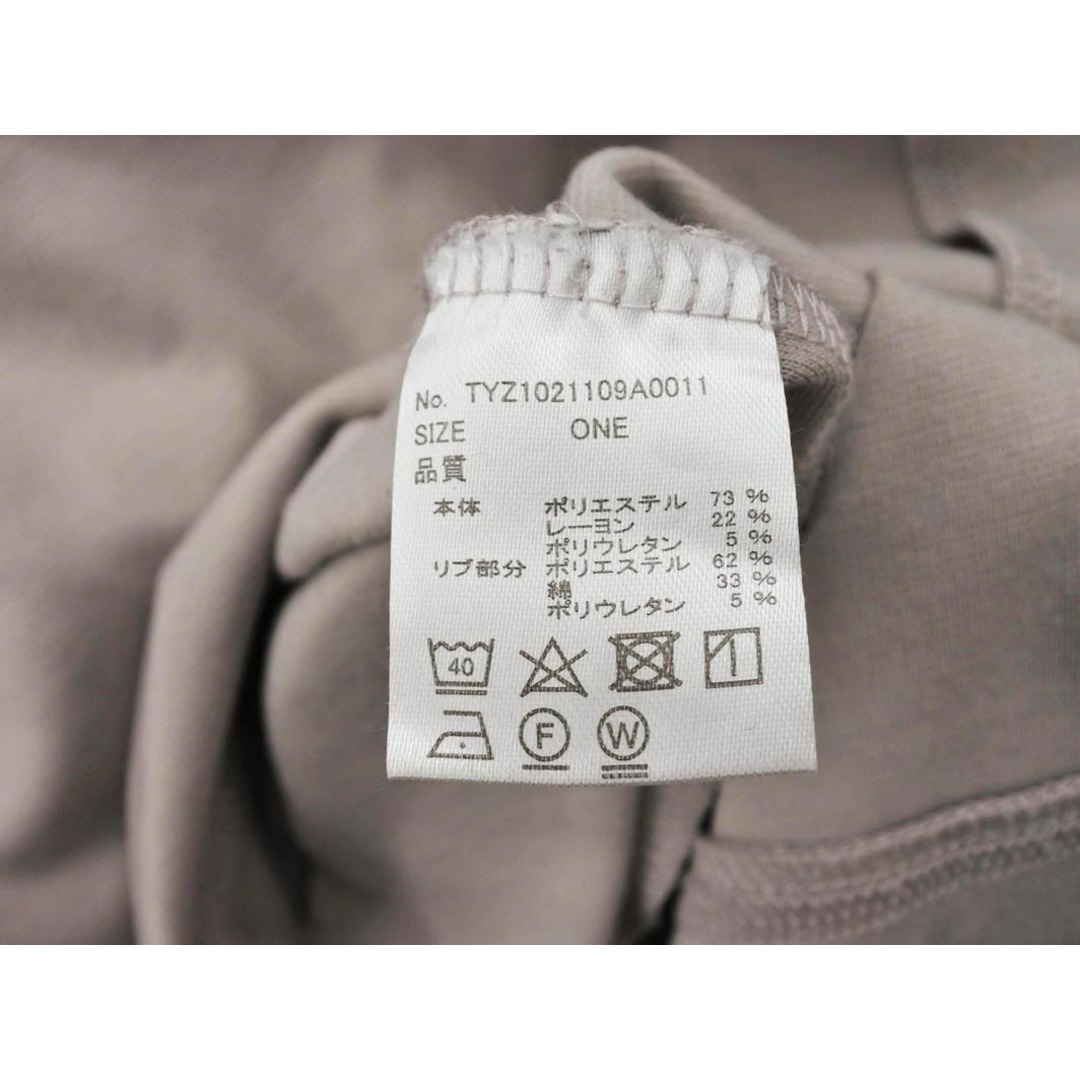 No. TYZ1021109A0011
SIZE ONE
品質
本体 ポリエステル 73 %
レーヨン 22 %
ポリウレタン 5 %
リブ部分 ポリエステル 62 %
綿 33 %
ポリウレタン 5 %
40
F W